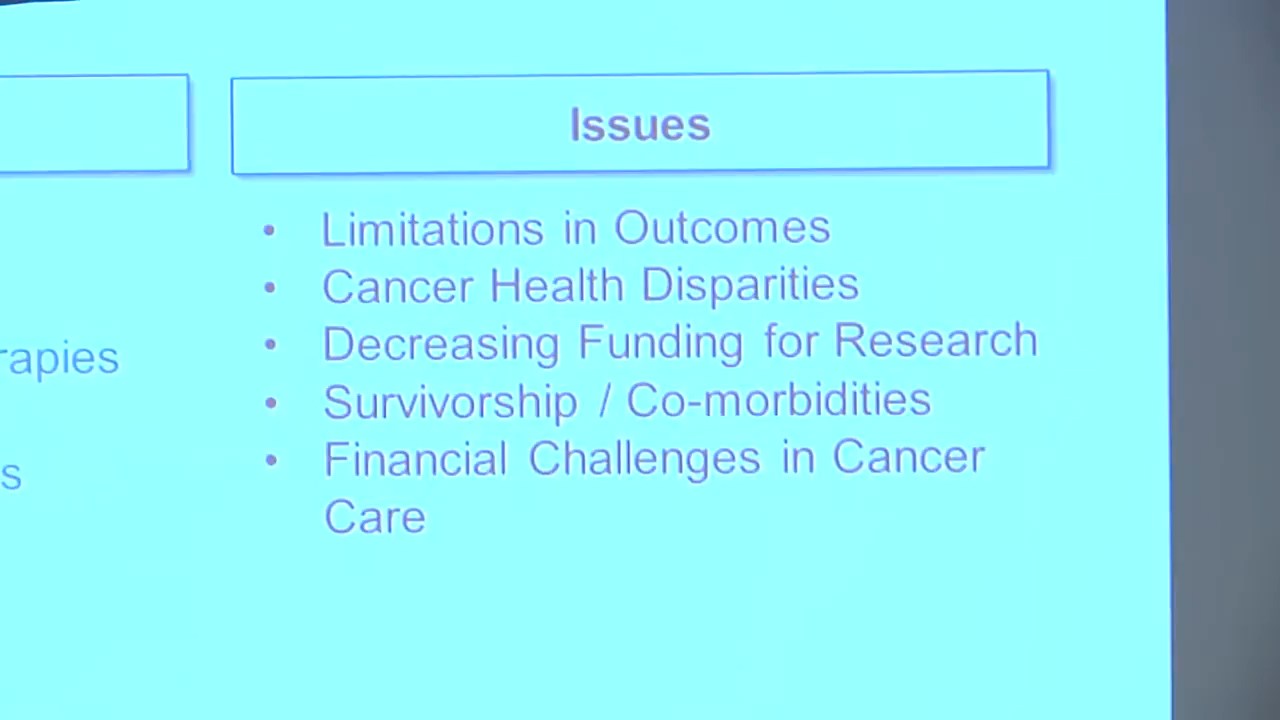 Issues
• Limitations in Outcomes
• Cancer Health Disparities
• Decreasing Funding for Research
• Survivorship / Co-morbidities
• Financial Challenges in Cancer
Care
rapies
s